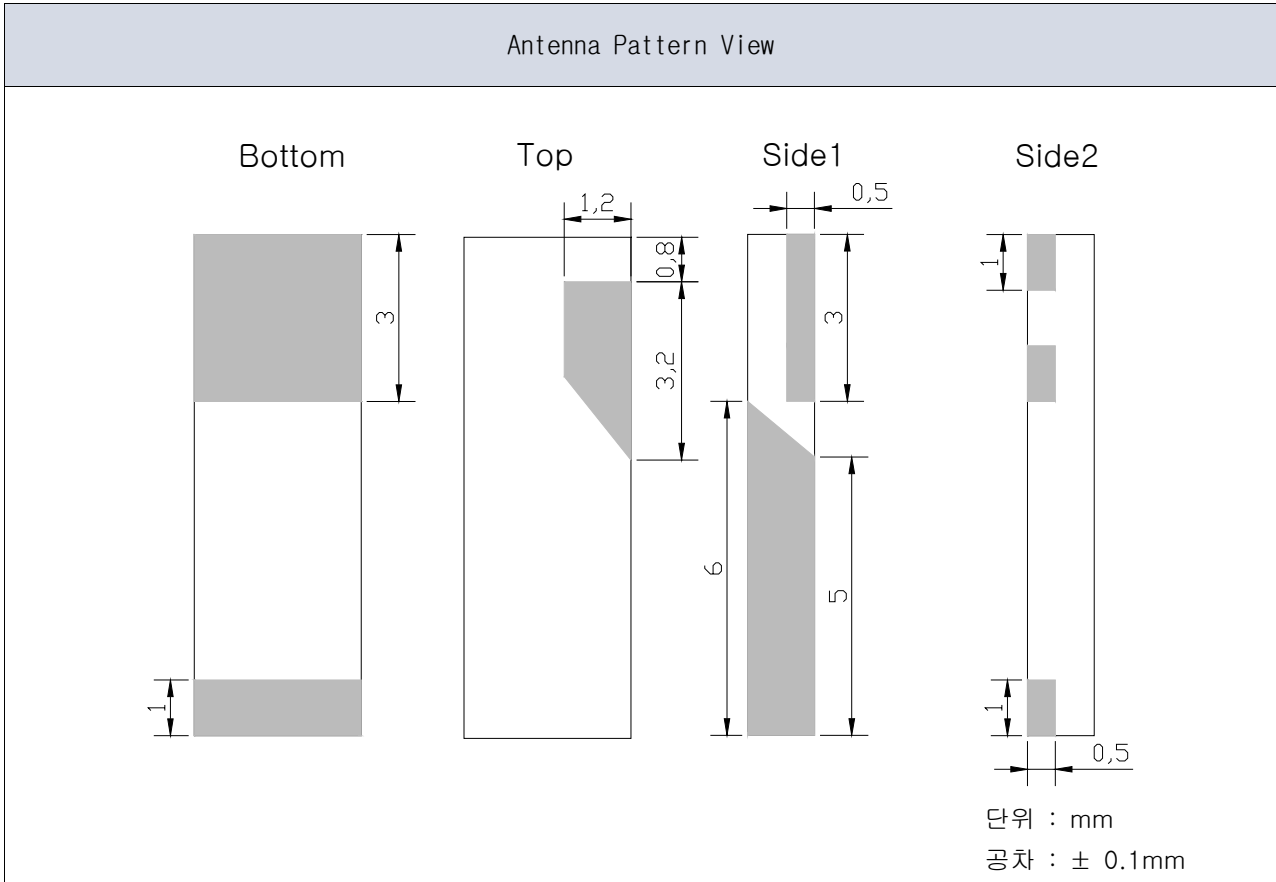 Antenna Pattern View
Bottom
Top
Side1
Side2
3
1
1,2
0,8
3,2
0,5
3
6
5
1
1
0,5
단위 : mm
공차 : ± 0.1mm